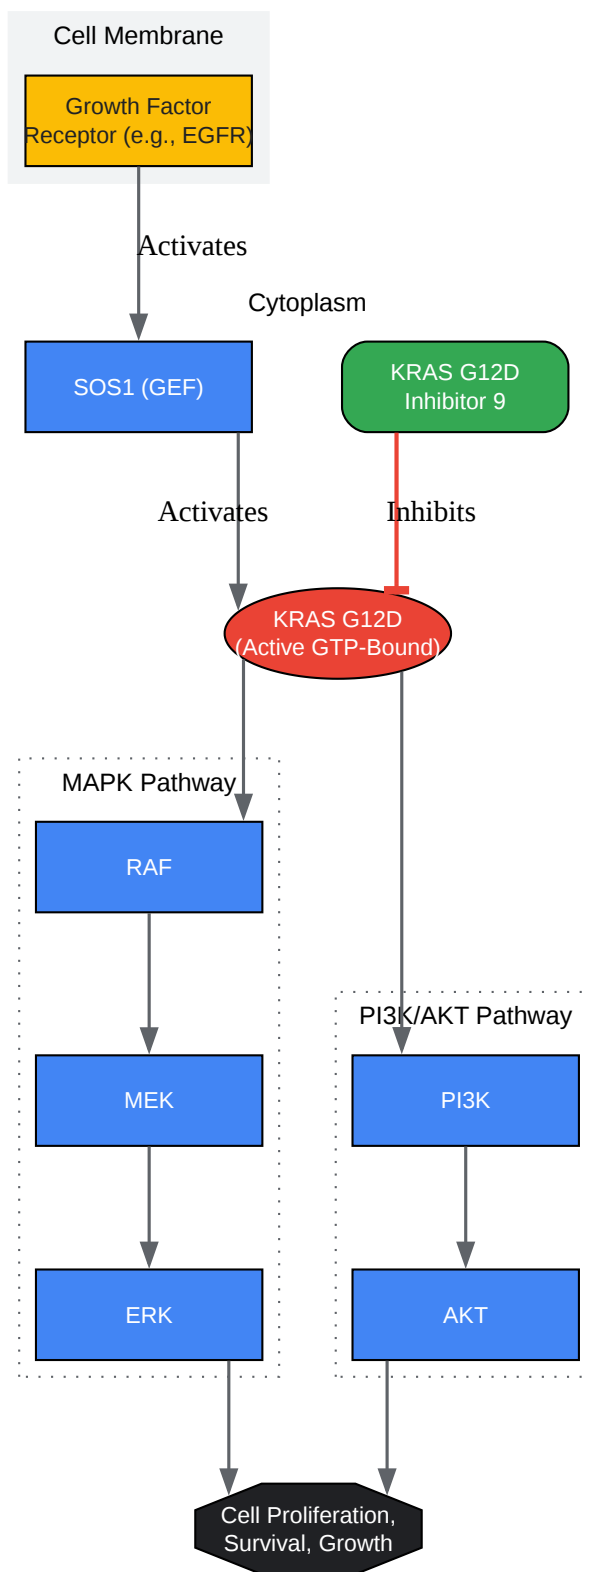 Cell Membrane
Growth Factor
Receptor (e.g., EGFR)
Activates
Cytoplasm
SOS1 (GEF)
KRAS G12D
Inhibitor 9
Activates
Inhibits
KRAS G12D
(Active GTP-Bound)
MAPK Pathway
RAF
PI3K/AKT Pathway
MEK
PI3K
ERK
AKT
Cell Proliferation,
Survival, Growth